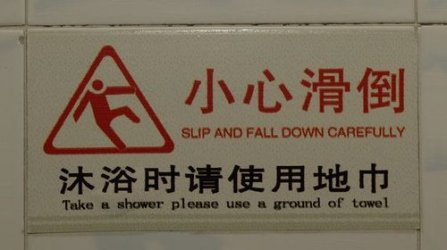 小心滑倒
SLIP AND FALL DOWN CAREFULLY
沐浴时请使用地巾
Take a shower please use a ground of towel